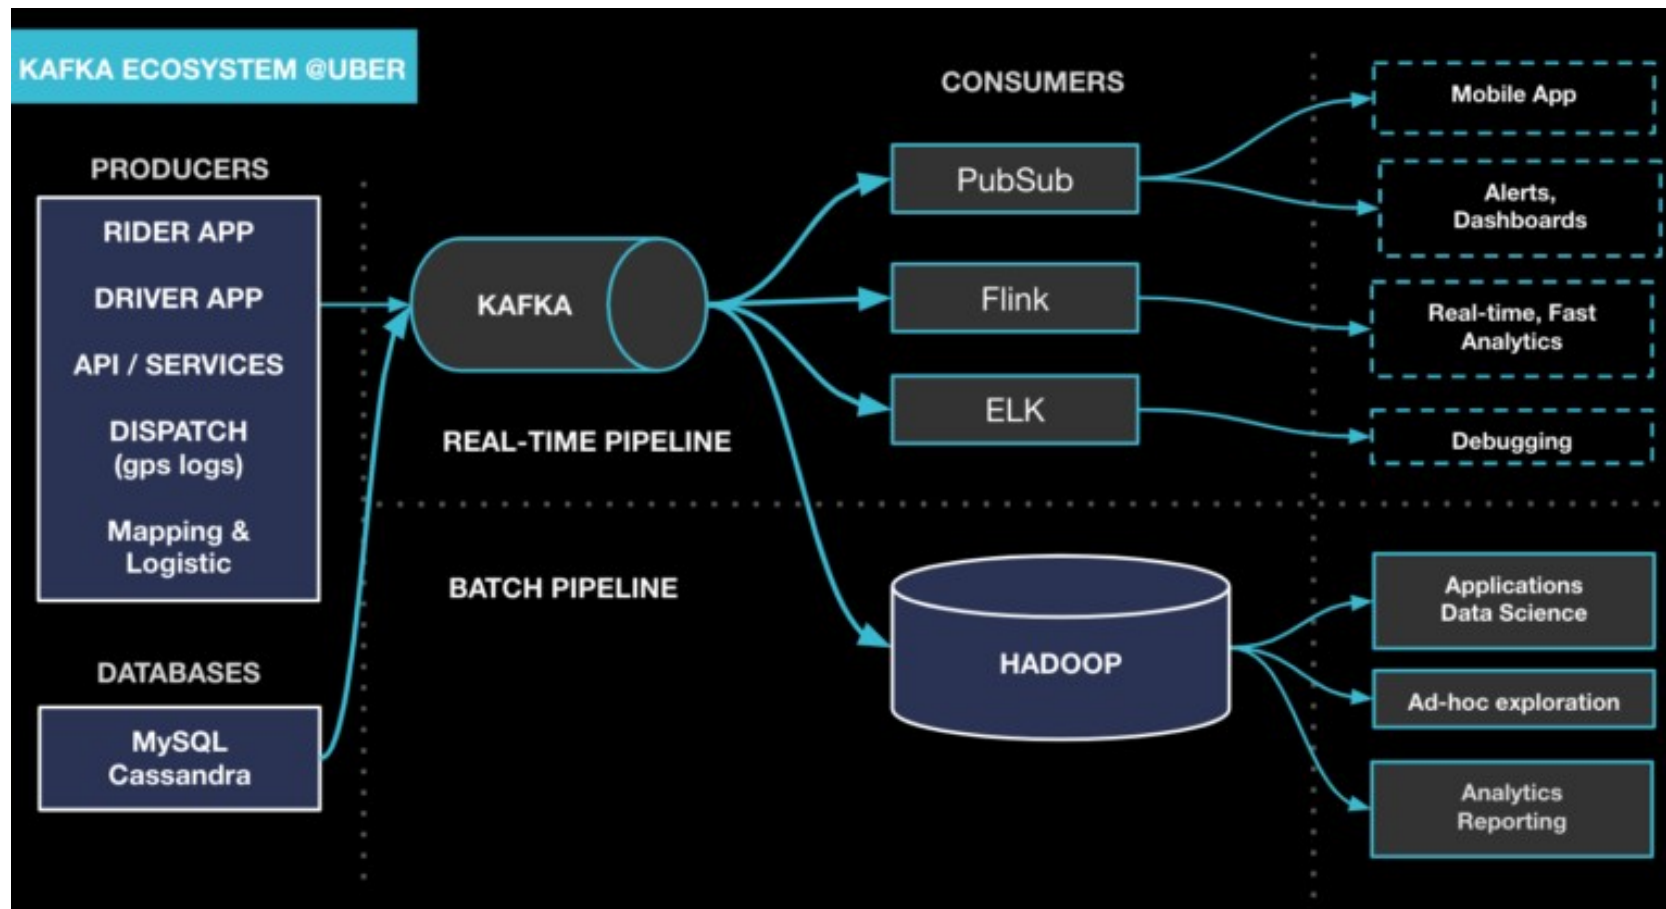 KAFKA ECOSYSTEM @UBER
PRODUCERS
RIDER APP
DRIVER APP
API / SERVICES
DISPATCH
(gps logs)
Mapping &
Logistic
DATABASES
MySQL
Cassandra
KAFKA
REAL-TIME PIPELINE
BATCH PIPELINE
CONSUMERS
PubSub
Flink
ELK
HADOOP
Mobile App
Alerts,
Dashboards
Real-time, Fast
Analytics
Debugging
Applications
Data Science
Ad-hoc exploration
Analytics
Reporting